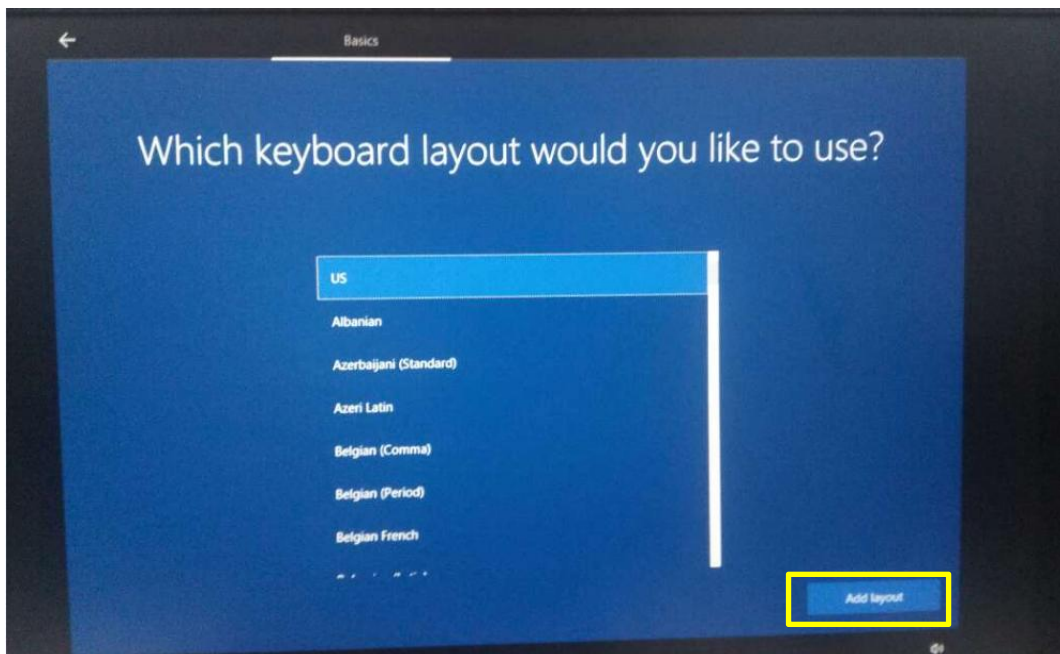 Basics
Which keyboard layout would you like to use?
US
Albanian
Azerbaijani (Standard)
Azeri Latin
Belgian (Comma)
Belgian (Period)
Belgian French
Add layout